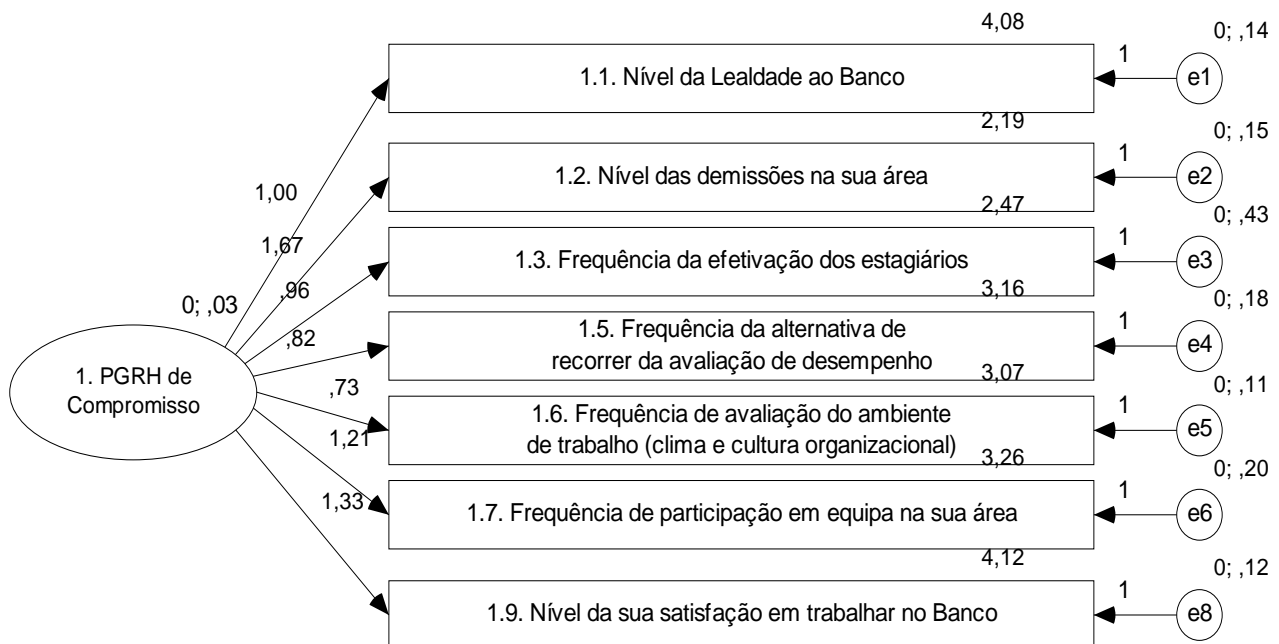 4,08
0; ,14
1
1.1. Nível da Lealdade ao Banco
e1
2,19
0; ,15
1
1.2. Nível das demissões na sua área
e2
1,00
2,47
0; ,43
1
1,67
1.3. Frequência da efetivação dos estagiários
e3
,96
3,16
0; ,18
0; ,03
1
,82
1.5. Frequência da alternativa de
recorrer da avaliação de desempenho
e4
3,07
0; ,11
1. PGRH de
Compromisso
,73
1
1.6. Frequência de avaliação do ambiente
de trabalho (clima e cultura organizacional)
e5
1,21
3,26
0; ,20
1
1,33
1.7. Frequência de participação em equipa na sua área
e6
4,12
0; ,12
1
1.9. Nível da sua satisfação em trabalhar no Banco
e8